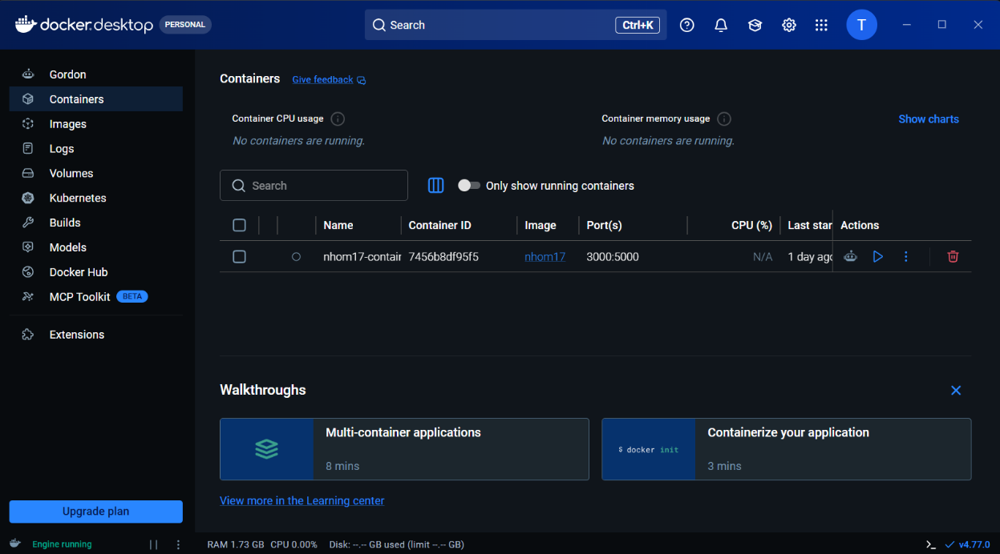 docker.desktop PERSONAL Search Ctrl+K T
Gordon
Containers
Images
Logs
Volumes
Kubernetes
Builds
Models
Docker Hub
MCP Toolkit BETA
Extensions
Upgrade plan
Containers Give feedback
Container CPU usage
No containers are running.
Container memory usage
No containers are running.
Show charts
Search
Only show running containers
Name Container ID Image Port(s) CPU (%) Last star Actions
nhom17-contair 7456b8df95f5 nhom17 3000:5000 N/A 1 day agc
Walkthroughs
Multi-container applications
8 mins
$ docker init
Containerize your application
3 mins
View more in the Learning center
Engine running RAM 1.73 GB CPU 0.00% Disk: --.-- GB used (limit --.-- GB) v4.77.0